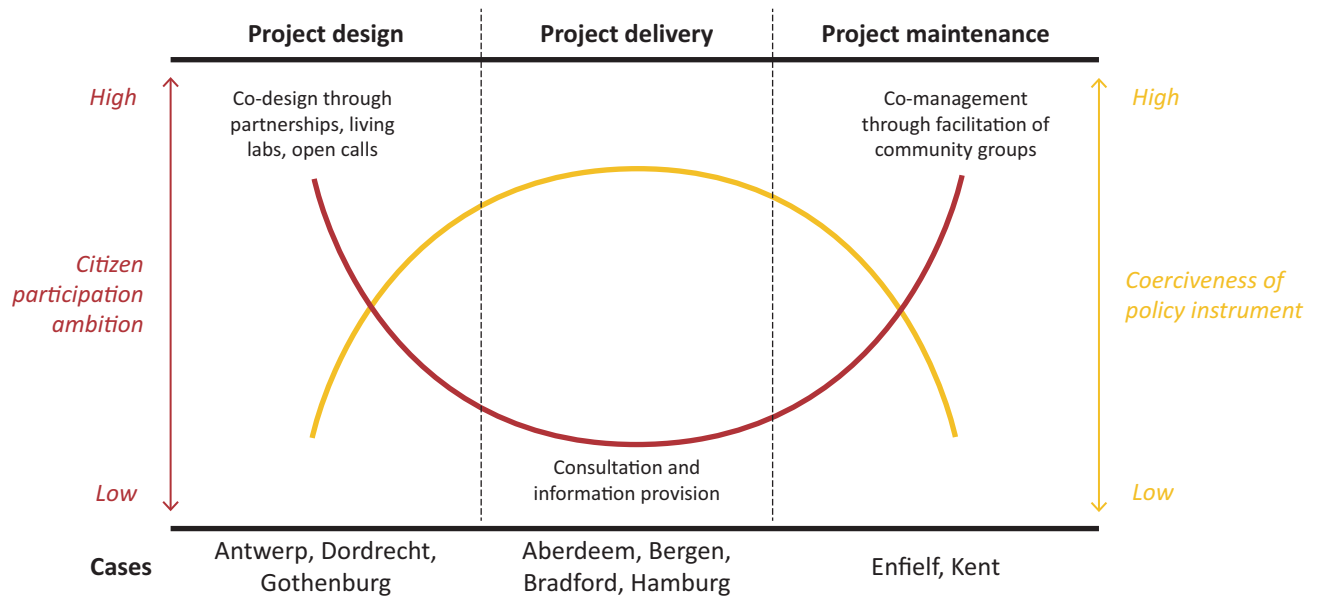 Project design
Project delivery
Project maintenance
High
Co-design through
partnerships, living
labs, open calls
Co-management
through facilitation of
community groups
High
Citizen
participation
ambition
Coerciveness of
policy instrument
Low
Consultation and
information provision
Low
Cases
Antwerp, Dordrecht,
Gothenburg
Aberdeem, Bergen,
Bradford, Hamburg
Enfielf, Kent